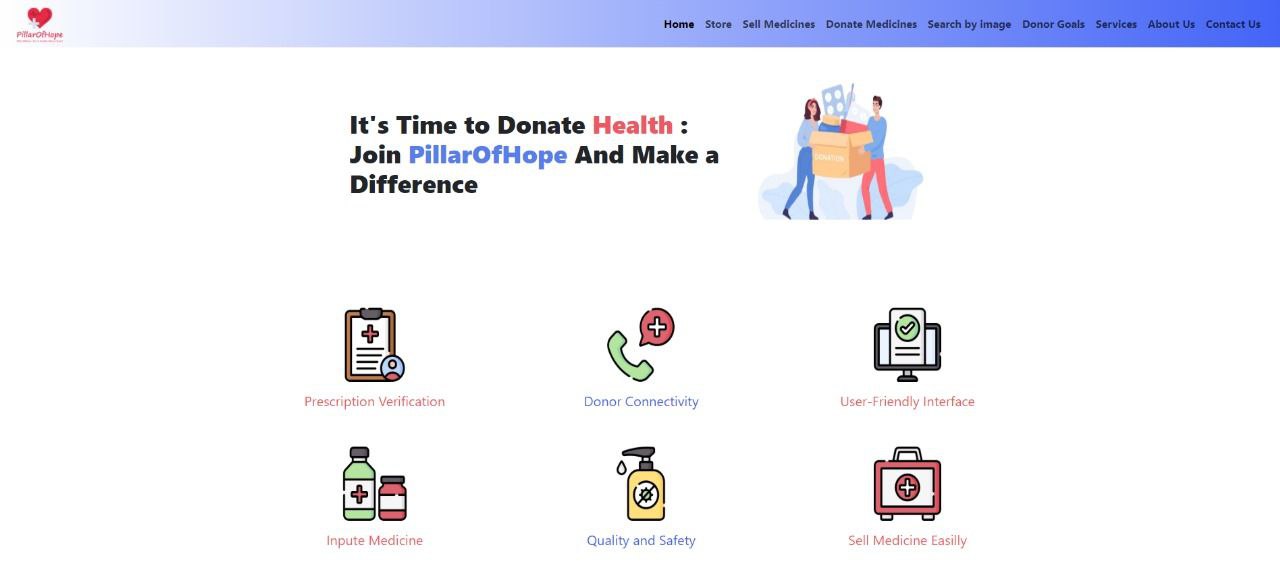 PillarOfHope
Home Store Sell Medicines Donate Medicines Search by image Donor Goals Services About Us Contact Us
It's Time to Donate Health :
Join PillarOfHope And Make a
Difference
DONATION
Prescription Verification
Donor Connectivity
User-Friendly Interface
Inpute Medicine
Quality and Safety
Sell Medicine Easilly